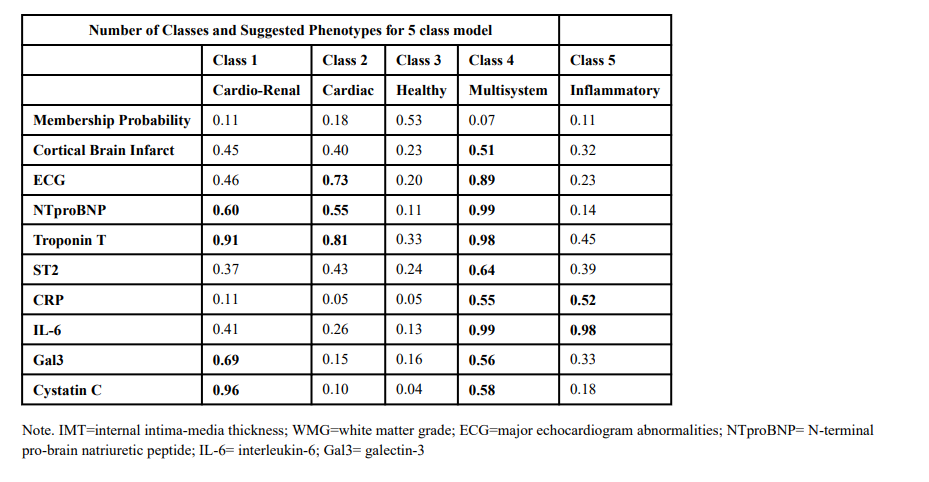 Number of Classes and Suggested Phenotypes for 5 class model
Class 1 Class 2 Class 3 Class 4 Class 5
Cardio-Renal Cardiac Healthy Multisystem Inflammatory
Membership Probability 0.11 0.18 0.53 0.07 0.11
Cortical Brain Infarct 0.45 0.40 0.23 0.51 0.32
ECG 0.46 0.73 0.20 0.89 0.23
NTproBNP 0.60 0.55 0.11 0.99 0.14
Troponin T 0.91 0.81 0.33 0.98 0.45
ST2 0.37 0.43 0.24 0.64 0.39
CRP 0.11 0.05 0.05 0.55 0.52
IL-6 0.41 0.26 0.13 0.99 0.98
Gal3 0.69 0.15 0.16 0.56 0.33
Cystatin C 0.96 0.10 0.04 0.58 0.18
Note. IMT=internal intima-media thickness; WMG=white matter grade; ECG=major echocardiogram abnormalities; NTproBNP= N-terminal
pro-brain natriuretic peptide; IL-6= interleukin-6; Gal3= galectin-3